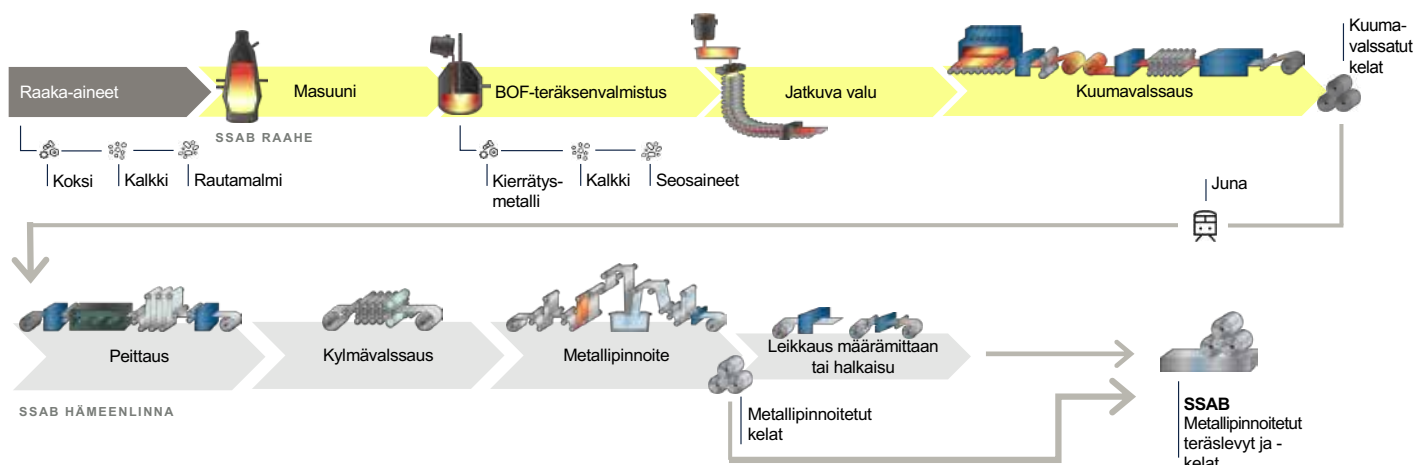 Raaka-aineet
Masuuni
BOF-teräksenvalmistus
Jatkuva valu
Kuumavalssaus
Kuuma-
valssatut
kelat
SSAB RAAHE
Koksi
Kalkki
Rautamalmi
Kierrätys-
metalli
Kalkki
Seosaineet
Juna
Peittaus
Kylmävalssaus
Metallipinnoite
Leikkaus määrämittaan
tai halkaisu
SSAB HÄMEENLINNA
Metallipinnoitetut
kelat
SSAB
Metallipinnoitetut
teräslevyt ja -
kelat